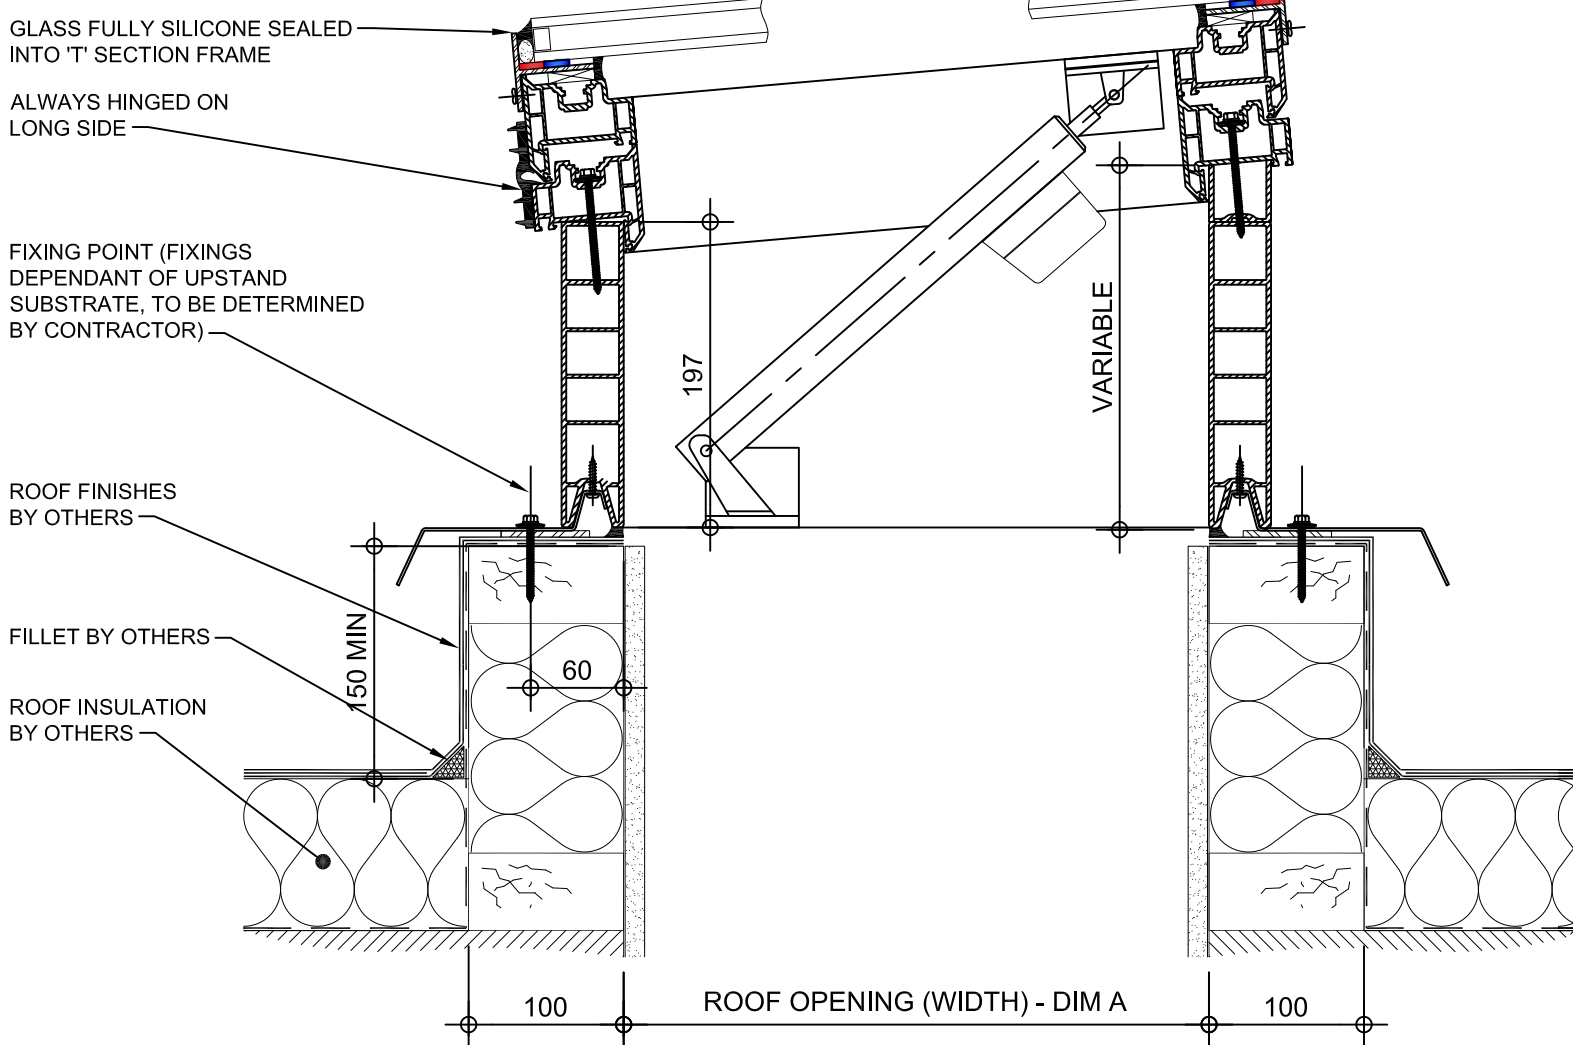 GLASS FULLY SILICONE SEALED
INTO 'T' SECTION FRAME
ALWAYS HINGED ON
LONG SIDE
FIXING POINT (FIXINGS
DEPENDANT OF UPSTAND
SUBSTRATE, TO BE DETERMINED
BY CONTRACTOR)
197
VARIABLE
ROOF FINISHES
BY OTHERS
150 MIN
FILLET BY OTHERS
60
ROOF INSULATION
BY OTHERS
100
ROOF OPENING (WIDTH) - DIM A
100